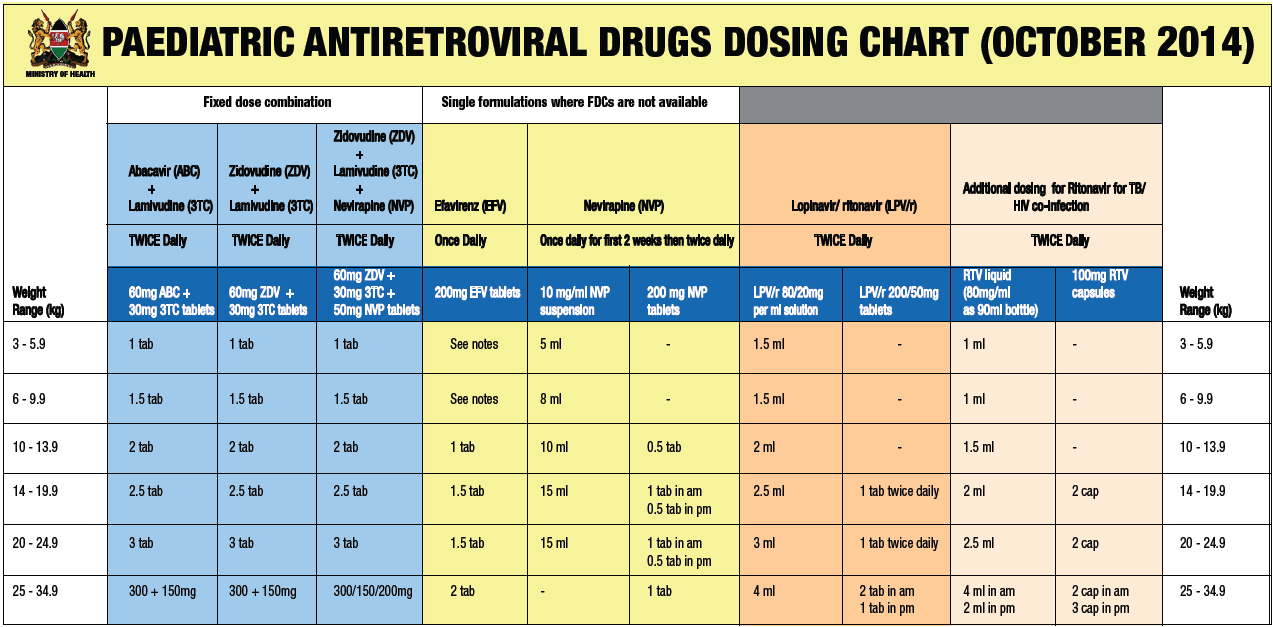 MINISTRY OF HEALTH
PAEDIATRIC ANTIRETROVIRAL DRUGS DOSING CHART (OCTOBER 2014)
Fixed dose combination
Single formulations where FDCs are not available
Abacavir (ABC)
+
Lamivudine (3TC)
Zidovudine (ZDV)
+
Lamivudine (3TC)
Zidovudine (ZDV)
+
Lamivudine (3TC)
+
Nevirapine (NVP)
Efavirenz (EFV)
Nevirapine (NVP)
Lopinavir/ ritonavir (LPV/r)
Additional dosing for Ritonavir for TB/
HIV co-infection
TWICE Daily
TWICE Daily
TWICE Daily
Once Daily
Once daily for first 2 weeks then twice daily
TWICE Daily
TWICE Daily
Weight
Range (kg)
60mg ABC +
30mg 3TC tablets
60mg ZDV +
30mg 3TC tablets
60mg ZDV +
30mg 3TC +
50mg NVP tablets
200mg EFV tablets
10 mg/ml NVP
suspension
200 mg NVP
tablets
LPV/r 80/20mg
per ml solution
LPV/r 200/50mg
tablets
RTV liquid
(80mg/ml
as 90ml bolttle)
100mg RTV
capsules
Weight
Range (kg)
3 - 5.9 1 tab 1 tab 1 tab See notes 5 ml - 1.5 ml - 1 ml - 3 - 5.9
6 - 9.9 1.5 tab 1.5 tab 1.5 tab See notes 8 ml - 1.5 ml - 1 ml - 6 - 9.9
10 - 13.9 2 tab 2 tab 2 tab 1 tab 10 ml 0.5 tab 2 ml - 1.5 ml - 10 - 13.9
14 - 19.9 2.5 tab 2.5 tab 2.5 tab 1.5 tab 15 ml 1 tab in am 2.5 ml 1 tab twice daily 2 ml 2 cap 14 - 19.9
0.5 tab in pm
20 - 24.9 3 tab 3 tab 3 tab 1.5 tab 15 ml 1 tab in am 3 ml 1 tab twice daily 2.5 ml 2 cap 20 - 24.9
0.5 tab in pm
25 - 34.9 300 + 150mg 300 + 150mg 300/150/200mg 2 tab - 1 tab 4 ml 2 tab in am 4 ml in am 2 cap in am 25 - 34.9
1 tab in pm 2 ml in pm 3 cap in pm